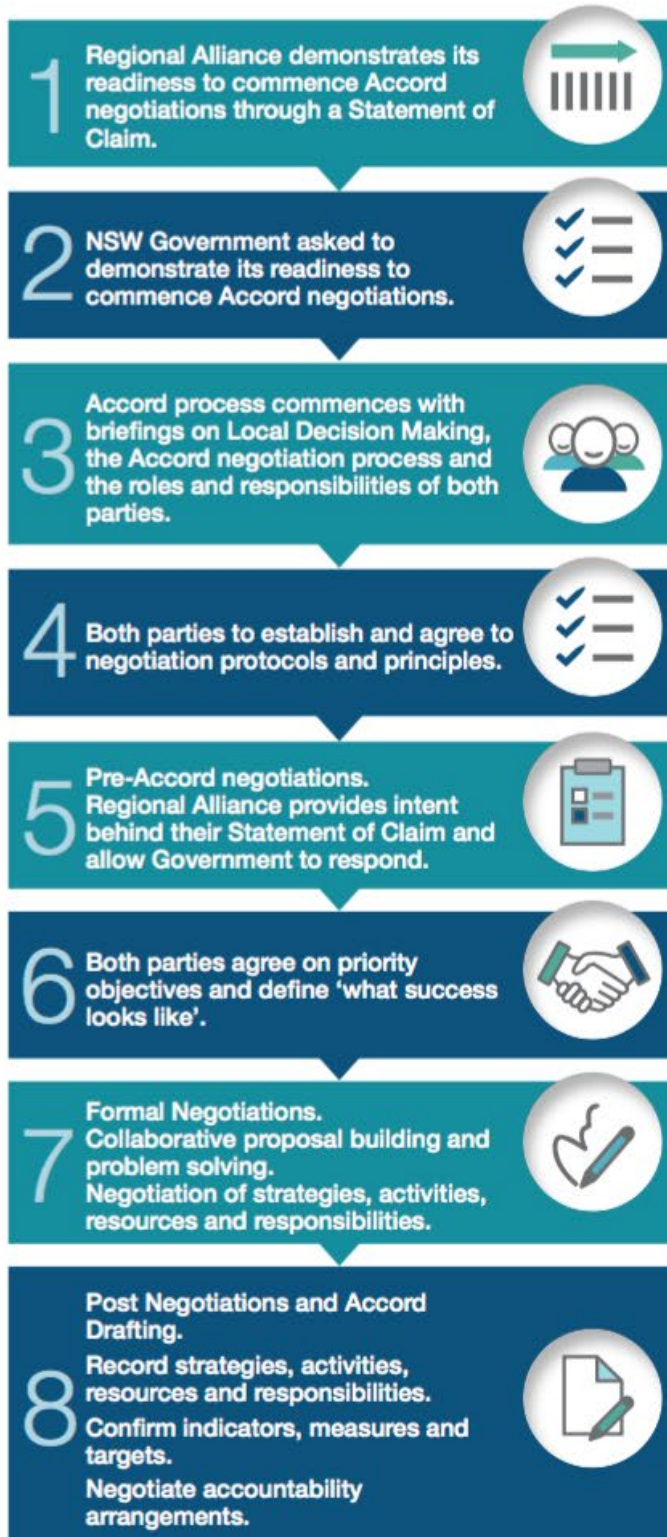 1
Regional Alliance demonstrates its
readiness to commence Accord
negotiations through a Statement of
Claim.
2
NSW Government asked to
demonstrate its readiness to
commence Accord negotiations.
3
Accord process commences with
briefings on Local Decision Making,
the Accord negotiation process and
the roles and responsibilities of both
parties.
4
Both parties to establish and agree to
negotiation protocols and principles.
5
Pre-Accord negotiations.
Regional Alliance provides intent
behind their Statement of Claim and
allow Government to respond.
6
Both parties agree on priority
objectives and define ‘what success
looks like’.
7
Formal Negotiations.
Collaborative proposal building and
problem solving.
Negotiation of strategies, activities,
resources and responsibilities.
8
Post Negotiations and Accord
Drafting.
Record strategies, activities,
resources and responsibilities.
Confirm indicators, measures and
targets.
Negotiate accountability
arrangements.